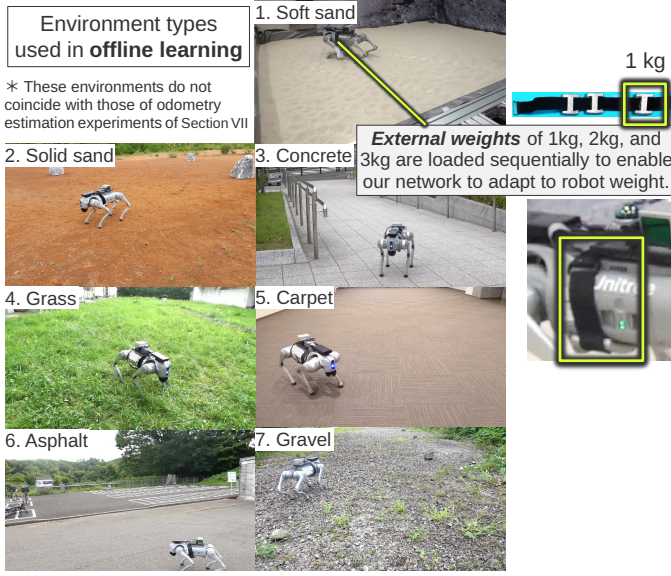 Environment types
used in offline learning
＊ These environments do not
coincide with those of odometry
estimation experiments of Section VII
1. Soft sand
1 kg
External weights of 1kg, 2kg, and
3kg are loaded sequentially to enable
our network to adapt to robot weight.
2. Solid sand
3. Concrete
Unitree
4. Grass
5. Carpet
6. Asphalt
7. Gravel